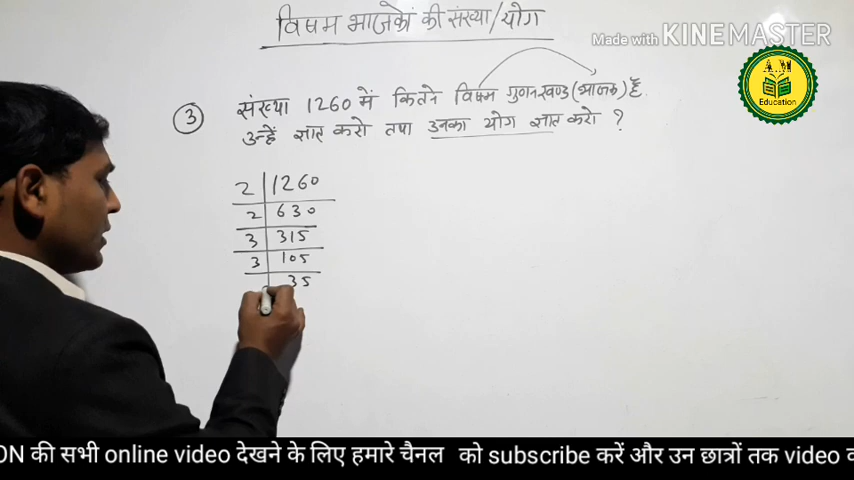 विषम भाजकों की संख्या/योग
Made with KINEMASTER
A W
Education
3 संख्या 1260 में कितने विषम गुणनखण्ड (भाजक) हैं
उन्हें ज्ञात करो तथा उनका योग ज्ञात करो ?
2 1260
2 630
3 315
3 105
35
ON की सभी online video देखने के लिए हमारे चैनल को subscribe करें और उन छात्रों तक video